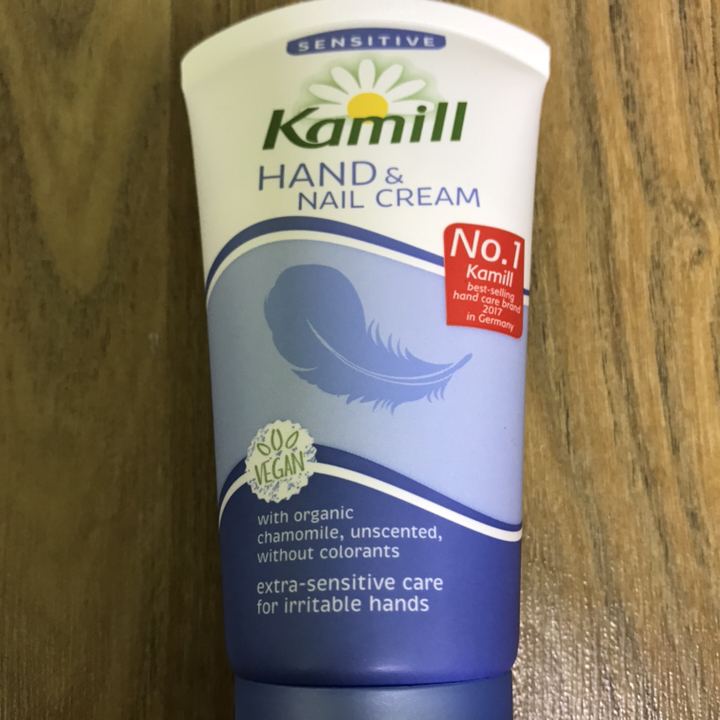 SENSITIVE
Kamill
HAND &
NAIL CREAM
No.1
Kamill
best-selling
hand care brand
2017
in Germany
VEGAN
with organic
chamomile, unscented,
without colorants
extra-sensitive care
for irritable hands